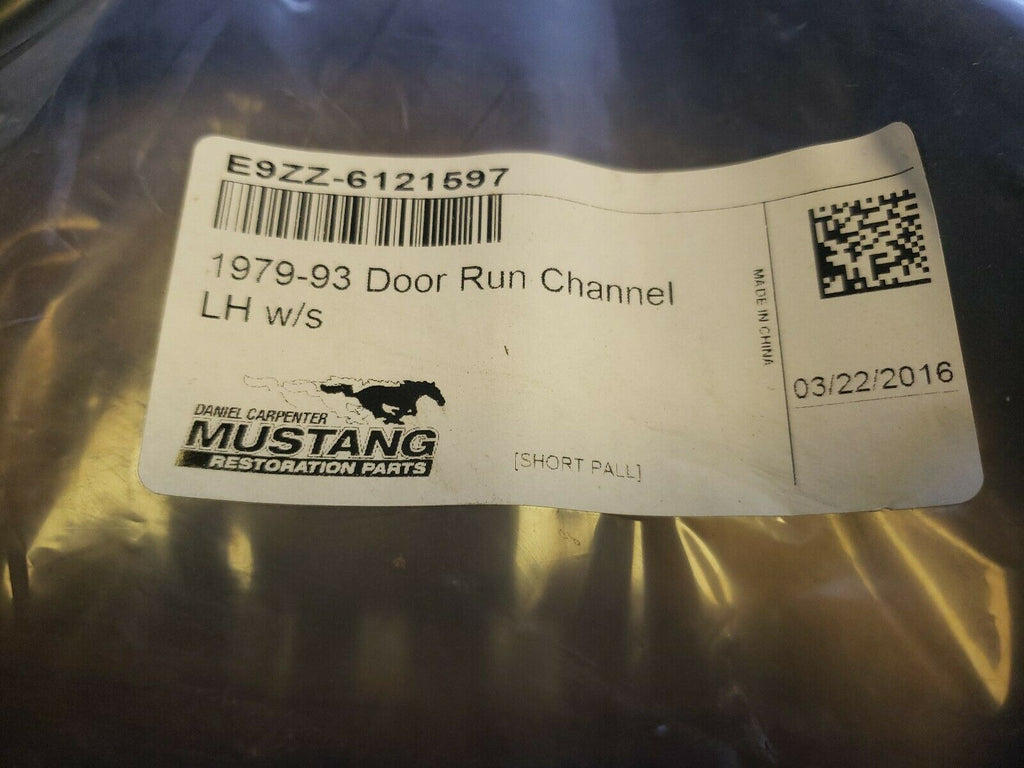 E9ZZ-6121597
1979-93 Door Run Channel
LH w/s
DANIEL CARPENTER
MUSTANG
RESTORATION PARTS
[SHORT PALL]
MADE IN CHINA
03/22/2016